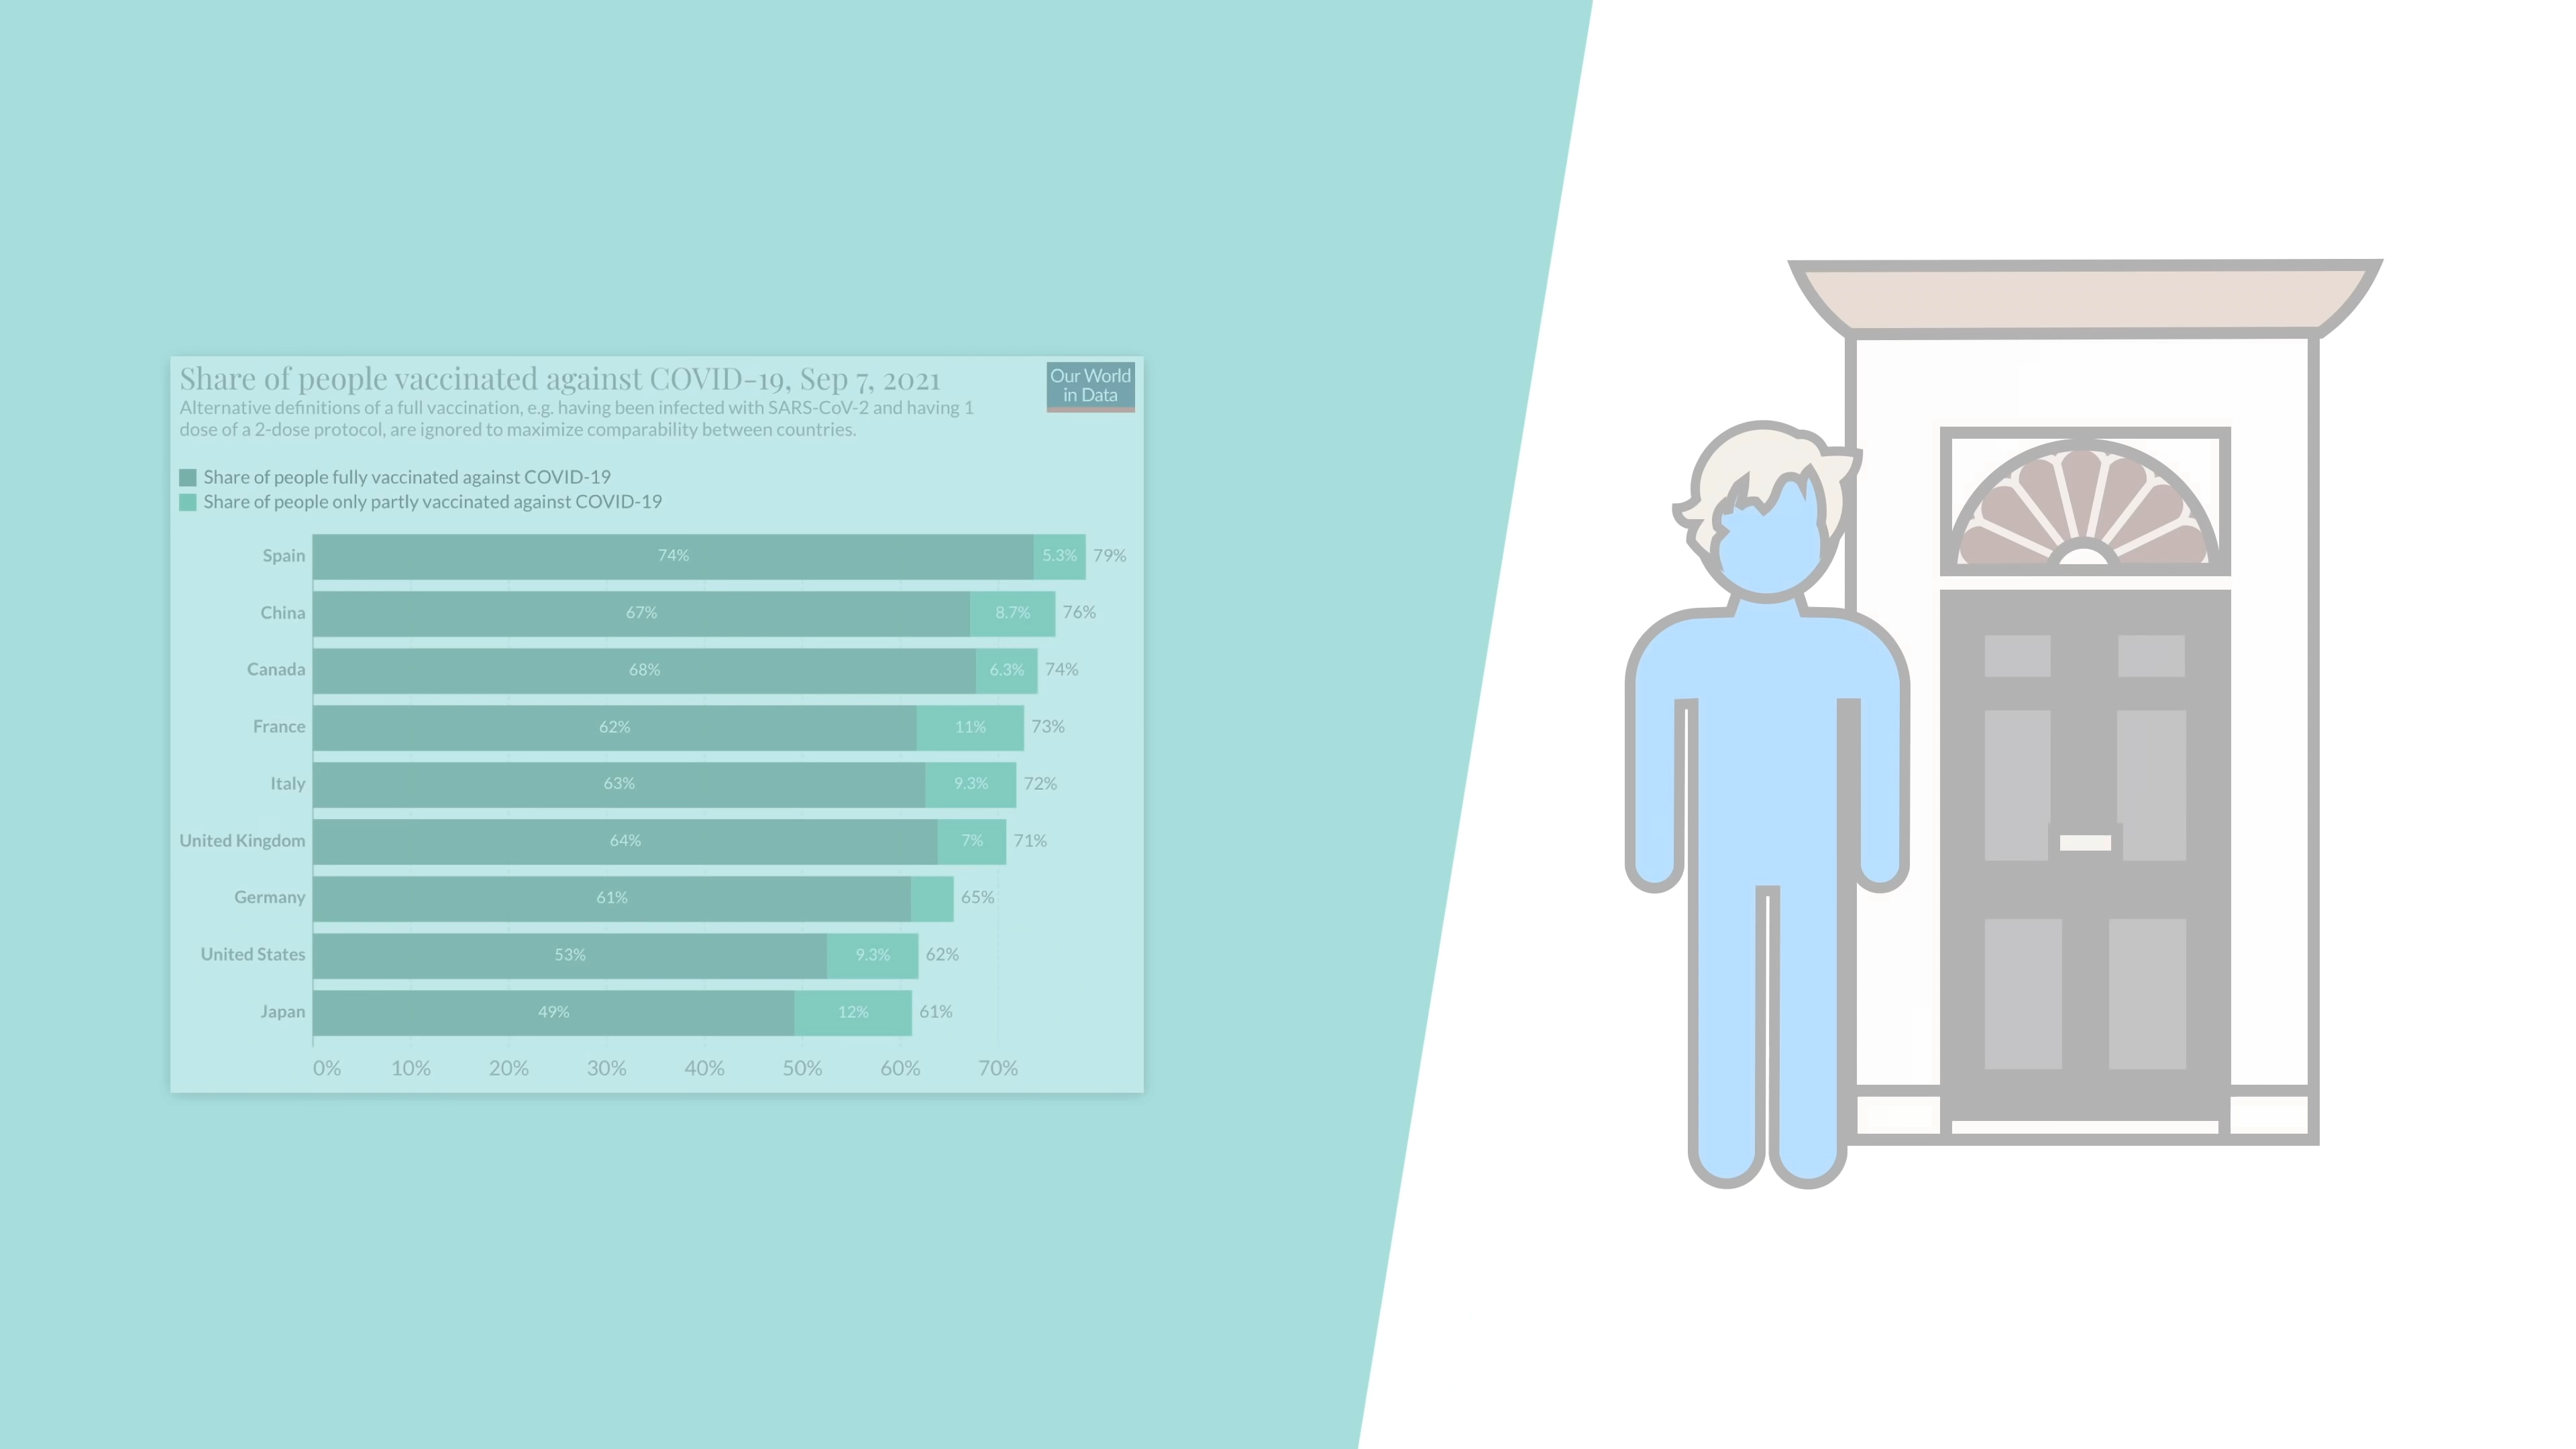 Share of people vaccinated against COVID-19, Sep 7, 2021
Our World
in Data
Alternative definitions of a full vaccination, e.g. having been infected with SARS-CoV-2 and having 1
dose of a 2-dose protocol, are ignored to maximize comparability between countries.
Share of people fully vaccinated against COVID-19
Share of people only partly vaccinated against COVID-19
Spain 74% 5.3% 79%
China 67% 8.7% 76%
Canada 68% 6.3% 74%
France 62% 11% 73%
Italy 63% 9.3% 72%
United Kingdom 64% 7% 71%
Germany 61% 65%
United States 53% 9.3% 62%
Japan 49% 12% 61%
0% 10% 20% 30% 40% 50% 60% 70%